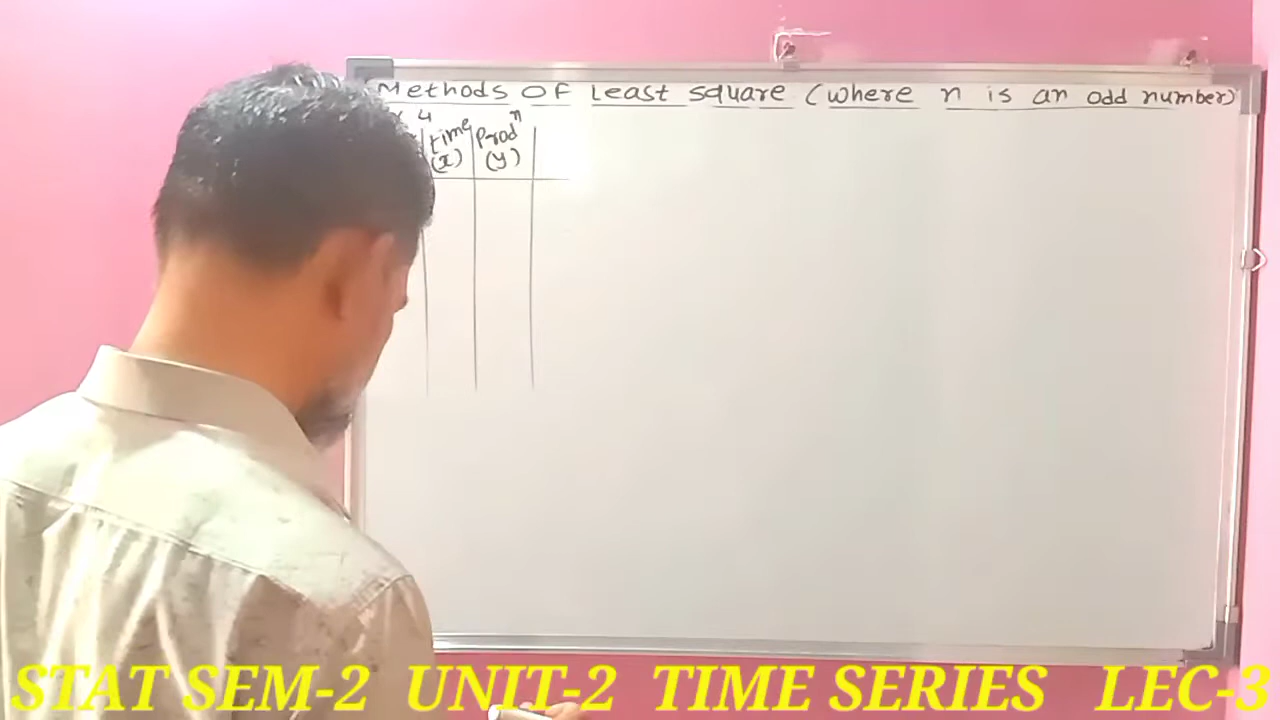 Methods OF Least square (where n is an odd number)
4
time Prodⁿ
(x) (y)
STAT SEM-2 UNIT-2 TIME SERIES LEC-3